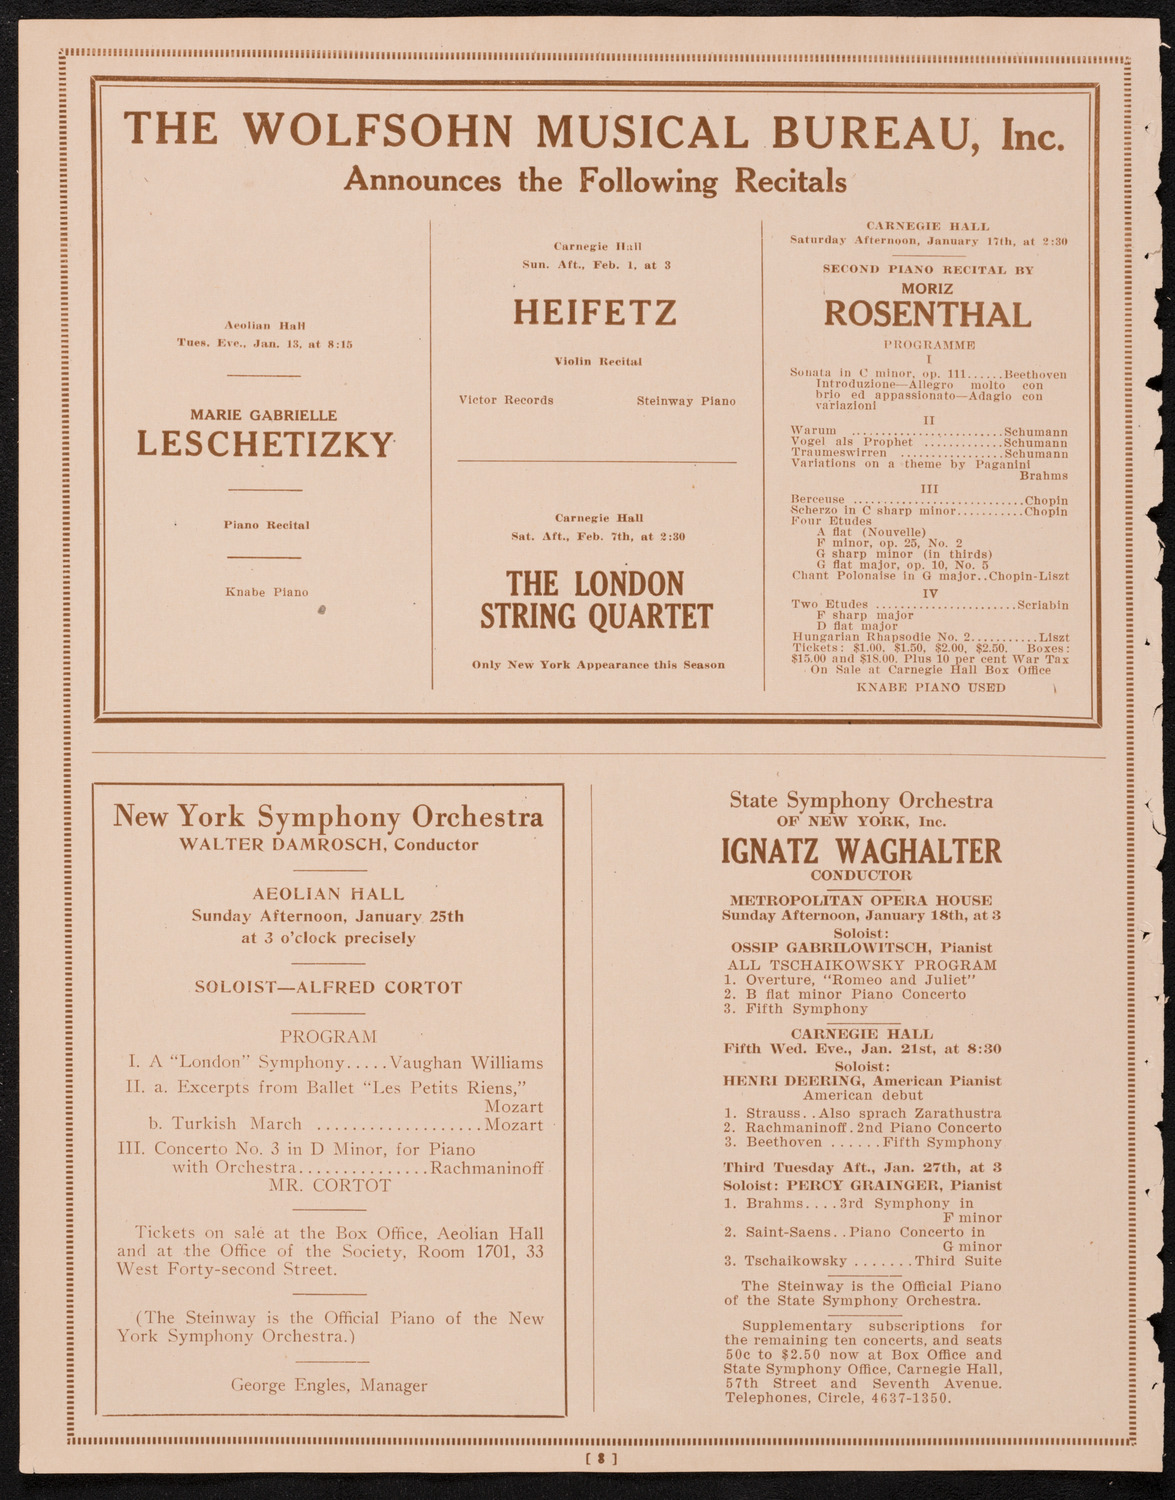 THE WOLFSOHN MUSICAL BUREAU, Inc.
Announces the Following Recitals
Aeolian Hall
Tues. Eve., Jan. 13, at 8:15
MARIE GABRIELLE
LESCHETIZKY
Piano Recital
Knabe Piano
Carnegie Hall
Sun. Aft., Feb. 1, at 3
HEIFETZ
Violin Recital
Victor Records Steinway Piano
Carnegie Hall
Sat. Aft., Feb. 7th, at 2:30
THE LONDON
STRING QUARTET
Only New York Appearance this Season
CARNEGIE HALL
Saturday Afternoon, January 17th, at 2:30
SECOND PIANO RECITAL BY
MORIZ
ROSENTHAL
PROGRAMME
I
Sonata in C minor, op. 111......Beethoven
Introduzione—Allegro molto con
brio ed appassionato—Adagio con
variazioni
II
Warum ........................Schumann
Vogel als Prophet .............Schumann
Traumeswirren .................Schumann
Variations on a theme by Paganini
Brahms
III
Berceuse ...........................Chopin
Scherzo in C sharp minor...........Chopin
Four Etudes
A flat (Nouvelle)
F minor, op. 25, No. 2
G sharp minor (in thirds)
G flat major, op. 10, No. 5
Chant Polonaise in G major..Chopin-Liszt
IV
Two Etudes .......................Scriabin
F sharp major
D flat major
Hungarian Rhapsodie No. 2...........Liszt
Tickets: $1.00, $1.50, $2.00, $2.50. Boxes:
$15.00 and $18.00. Plus 10 per cent War Tax
On Sale at Carnegie Hall Box Office
KNABE PIANO USED
New York Symphony Orchestra
WALTER DAMROSCH, Conductor
AEOLIAN HALL
Sunday Afternoon, January 25th
at 3 o'clock precisely
SOLOIST—ALFRED CORTOT
PROGRAM
I. A "London" Symphony.....Vaughan Williams
II. a. Excerpts from Ballet "Les Petits Riens,"
Mozart
b. Turkish March ..................Mozart
III. Concerto No. 3 in D Minor, for Piano
with Orchestra...............Rachmaninoff
MR. CORTOT
Tickets on sale at the Box Office, Aeolian Hall
and at the Office of the Society, Room 1701, 33
West Forty-second Street.
(The Steinway is the Official Piano of the New
York Symphony Orchestra.)
George Engles, Manager
State Symphony Orchestra
OF NEW YORK, Inc.
IGNATZ WAGHALTER
CONDUCTOR
METROPOLITAN OPERA HOUSE
Sunday Afternoon, January 18th, at 3
Soloist:
OSSIP GABRILOWITSCH, Pianist
ALL TSCHAIKOWSKY PROGRAM
1. Overture, "Romeo and Juliet"
2. B flat minor Piano Concerto
3. Fifth Symphony
CARNEGIE HALL
Fifth Wed. Eve., Jan. 21st, at 8:30
Soloist:
HENRI DEERING, American Pianist
American debut
1. Strauss..Also sprach Zarathustra
2. Rachmaninoff.2nd Piano Concerto
3. Beethoven ......Fifth Symphony
Third Tuesday Aft., Jan. 27th, at 3
Soloist: PERCY GRAINGER, Pianist
1. Brahms....3rd Symphony in
F minor
2. Saint-Saens..Piano Concerto in
G minor
3. Tschaikowsky .......Third Suite
The Steinway is the Official Piano
of the State Symphony Orchestra.
Supplementary subscriptions for
the remaining ten concerts, and seats
50c to $2.50 now at Box Office and
State Symphony Office, Carnegie Hall,
57th Street and Seventh Avenue.
Telephones, Circle, 4637-1350.
[ 8 ]